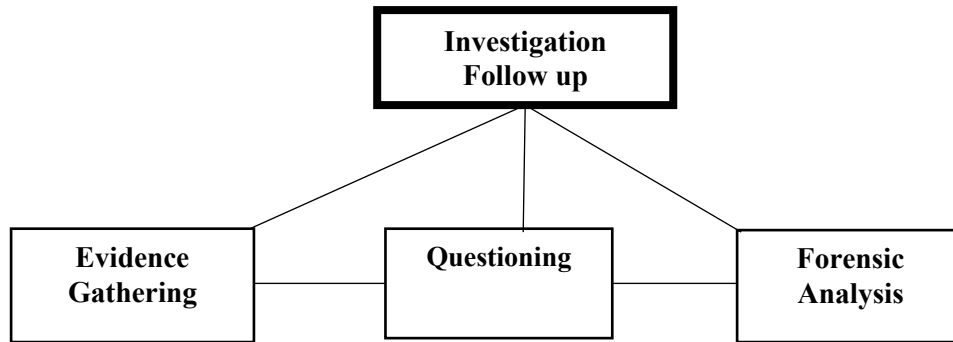 Investigation
Follow up
Evidence
Gathering
Questioning
Forensic
Analysis